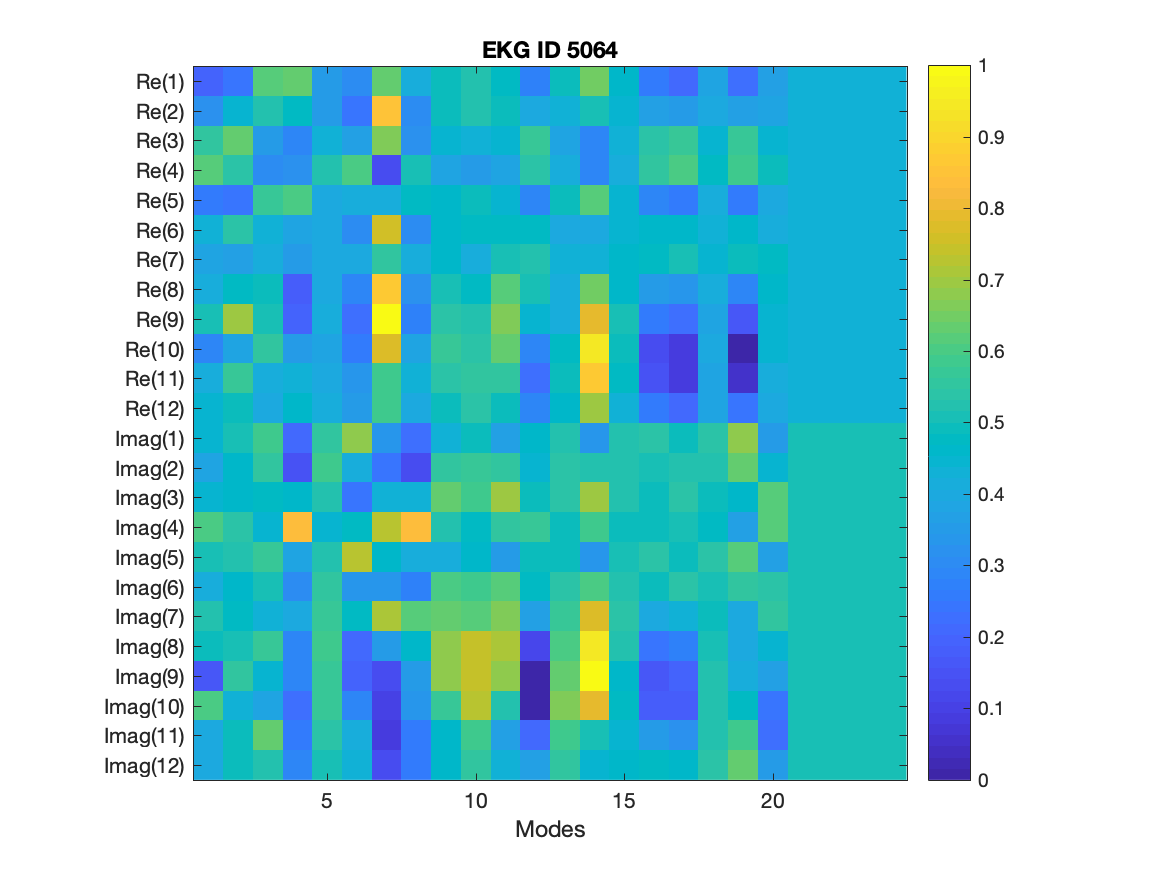 EKG ID 5064
Re(1)
Re(2)
Re(3)
Re(4)
Re(5)
Re(6)
Re(7)
Re(8)
Re(9)
Re(10)
Re(11)
Re(12)
Imag(1)
Imag(2)
Imag(3)
Imag(4)
Imag(5)
Imag(6)
Imag(7)
Imag(8)
Imag(9)
Imag(10)
Imag(11)
Imag(12)
5 10 15 20
Modes
1
0.9
0.8
0.7
0.6
0.5
0.4
0.3
0.2
0.1
0